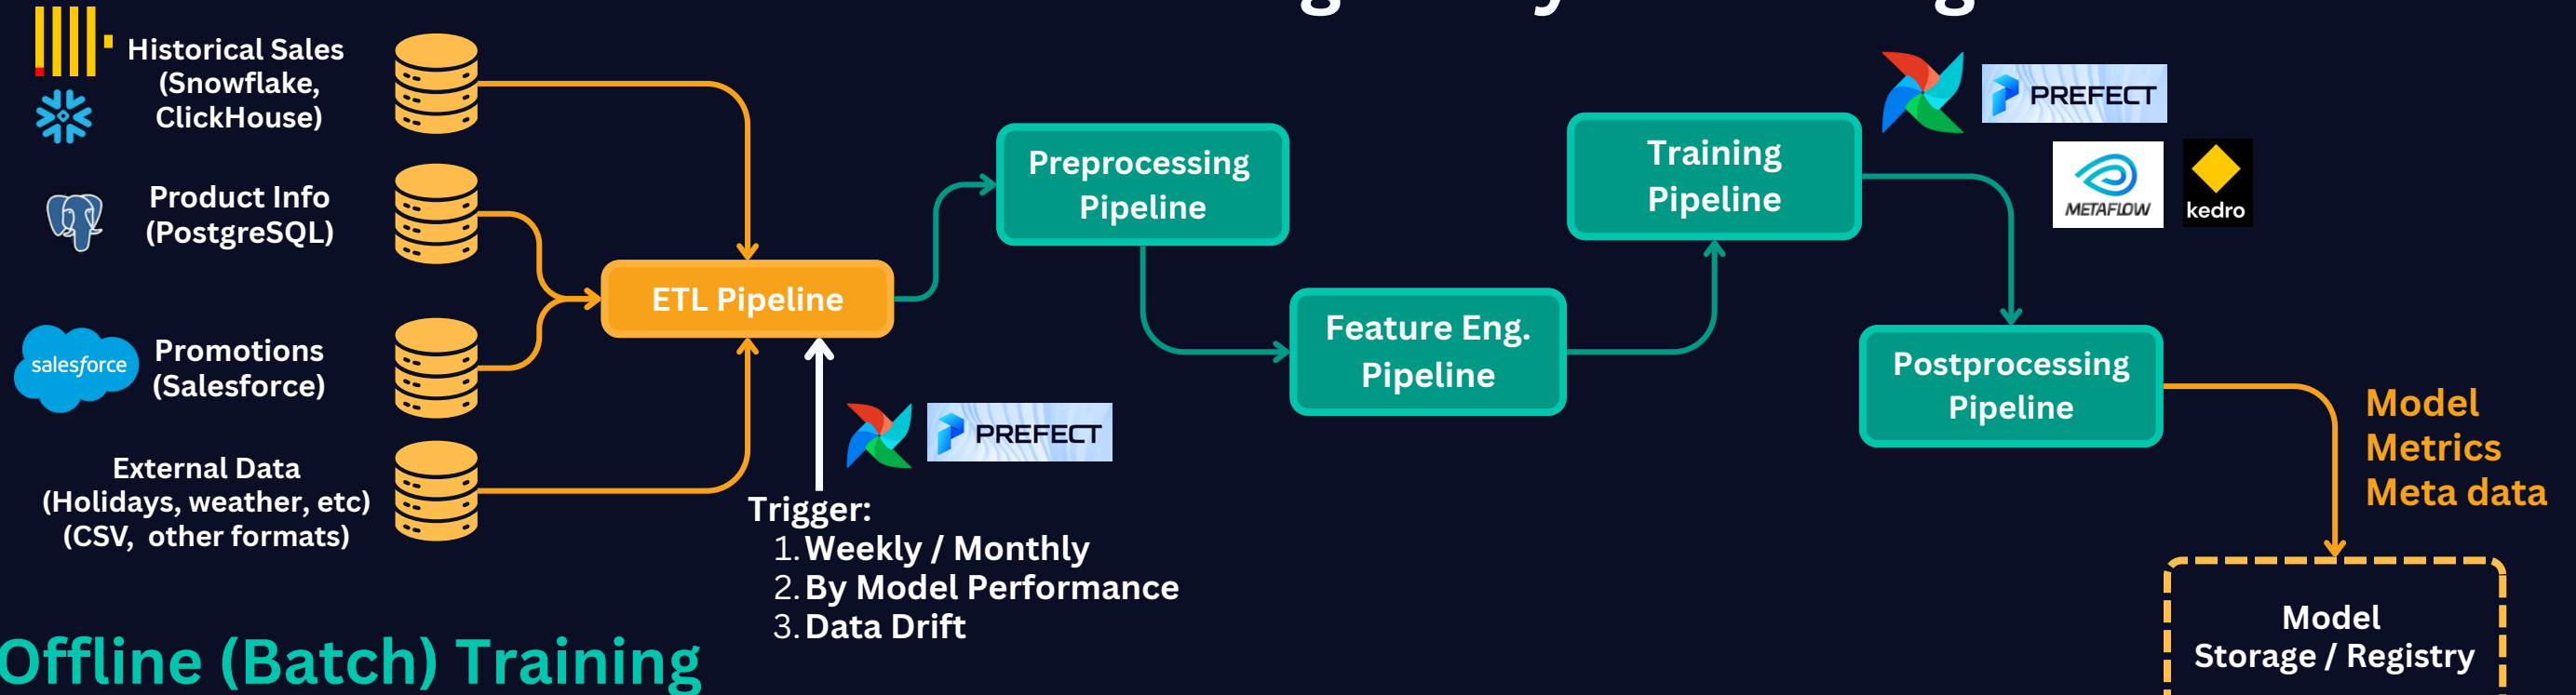 Historical Sales
(Snowflake,
ClickHouse)
Product Info
(PostgreSQL)
salesforce
Promotions
(Salesforce)
External Data
(Holidays, weather, etc)
(CSV,  other formats)
ETL Pipeline
PREFECT
Trigger:
1. Weekly / Monthly
2. By Model Performance
3. Data Drift
Preprocessing
Pipeline
Feature Eng.
Pipeline
Training
Pipeline
PREFECT
METAFLOW
kedro
Postprocessing
Pipeline
Model
Metrics
Meta data
Model
Storage / Registry
Offline (Batch) Training